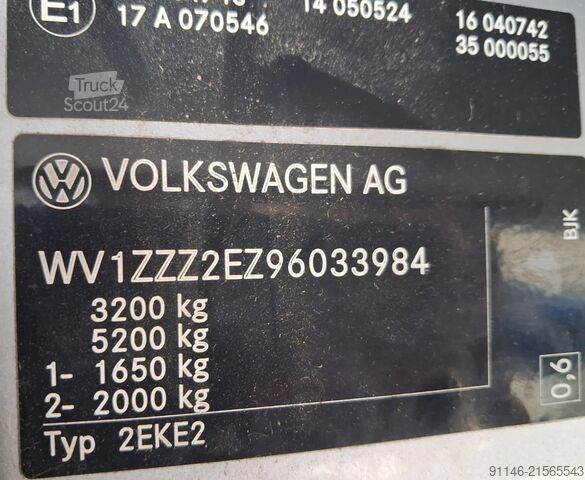 E1
17 A 070546
14 050524
16 040742
35 000055
Truck
Scout24
VOLKSWAGEN AG
WV1ZZZ2EZ96033984
3200 kg
5200 kg
1- 1650 kg
2- 2000 kg
Typ 2EKE2
BJK
0,6
91146-21565543